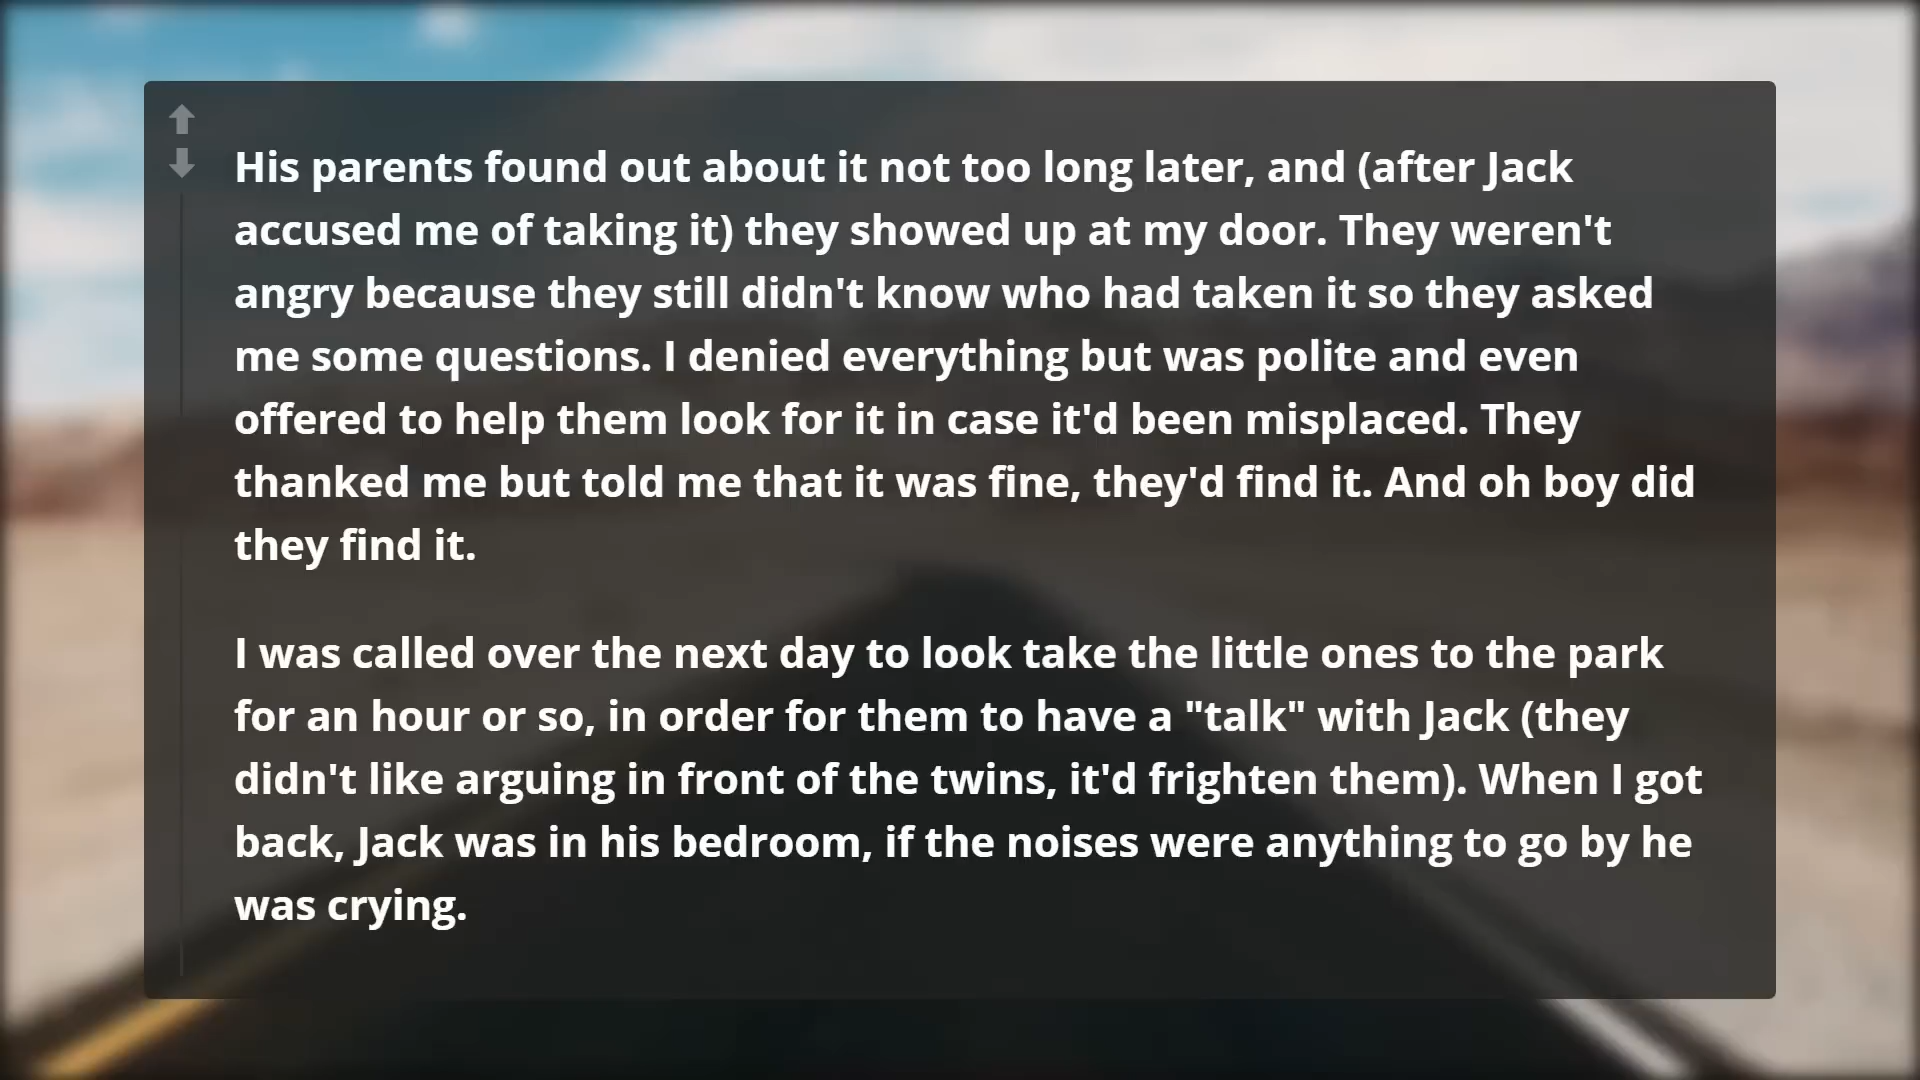 His parents found out about it not too long later, and (after Jack
accused me of taking it) they showed up at my door. They weren't
angry because they still didn't know who had taken it so they asked
me some questions. I denied everything but was polite and even
offered to help them look for it in case it'd been misplaced. They
thanked me but told me that it was fine, they'd find it. And oh boy did
they find it.
I was called over the next day to look take the little ones to the park
for an hour or so, in order for them to have a "talk" with Jack (they
didn't like arguing in front of the twins, it'd frighten them). When I got
back, Jack was in his bedroom, if the noises were anything to go by he
was crying.